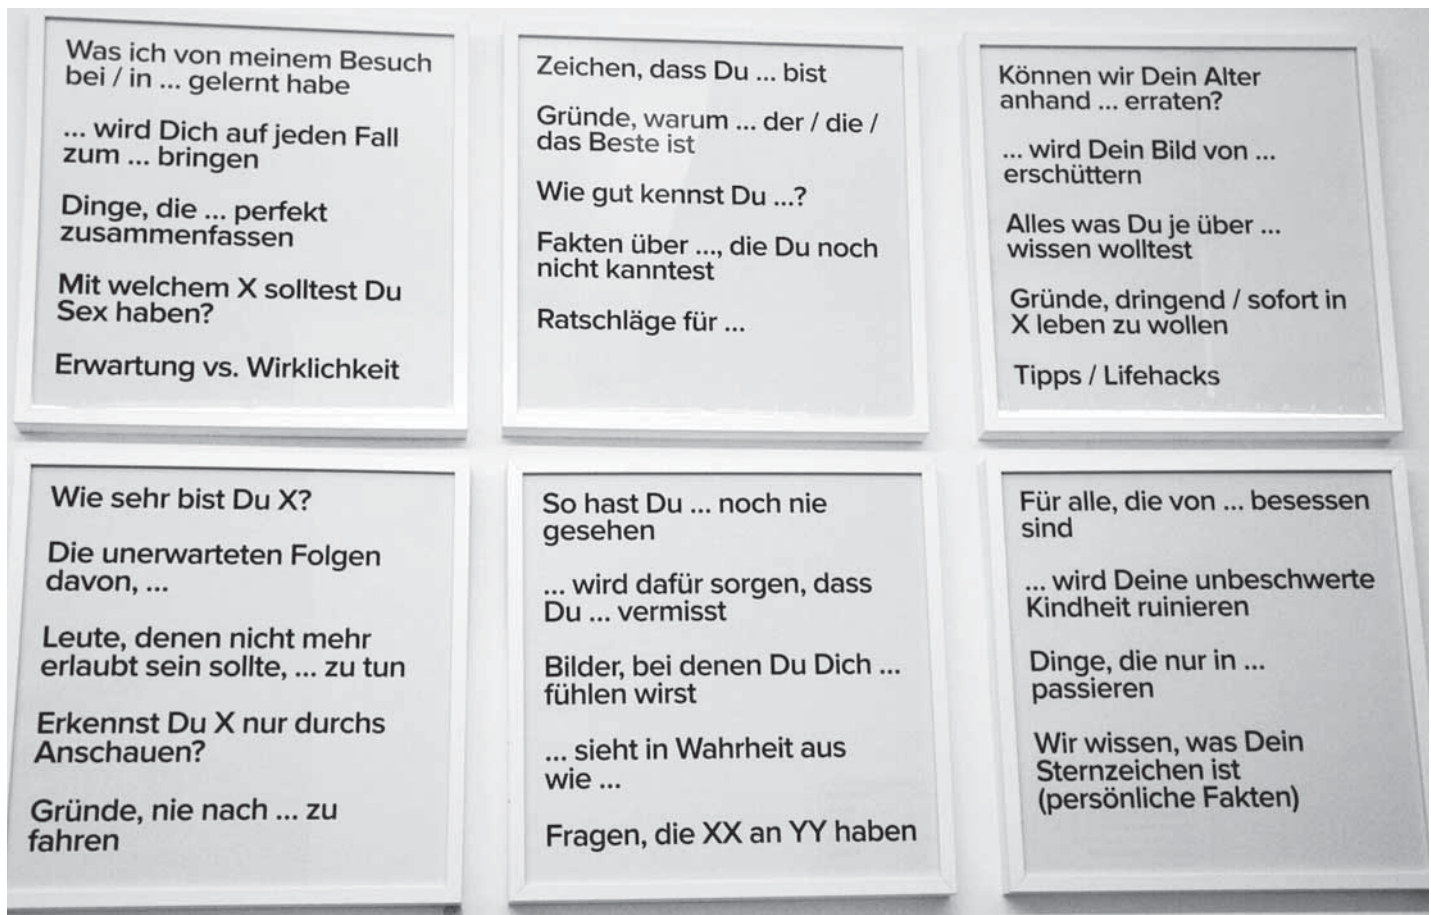 Was ich von meinem Besuch
bei / in ... gelernt habe
... wird Dich auf jeden Fall
zum ... bringen
Dinge, die ... perfekt
zusammenfassen
Mit welchem X solltest Du
Sex haben?
Erwartung vs. Wirklichkeit
Zeichen, dass Du ... bist
Gründe, warum ... der / die /
das Beste ist
Wie gut kennst Du ...?
Fakten über ..., die Du noch
nicht kanntest
Ratschläge für ...
Können wir Dein Alter
anhand ... erraten?
... wird Dein Bild von ...
erschüttern
Alles was Du je über ...
wissen wolltest
Gründe, dringend / sofort in
X leben zu wollen
Tipps / Lifehacks
Wie sehr bist Du X?
Die unerwarteten Folgen
davon, ...
Leute, denen nicht mehr
erlaubt sein sollte, ... zu tun
Erkennst Du X nur durchs
Anschauen?
Gründe, nie nach ... zu
fahren
So hast Du ... noch nie
gesehen
... wird dafür sorgen, dass
Du ... vermisst
Bilder, bei denen Du Dich ...
fühlen wirst
... sieht in Wahrheit aus
wie ...
Fragen, die XX an YY haben
Für alle, die von ... besessen
sind
... wird Deine unbeschwerte
Kindheit ruinieren
Dinge, die nur in ...
passieren
Wir wissen, was Dein
Sternzeichen ist
(persönliche Fakten)